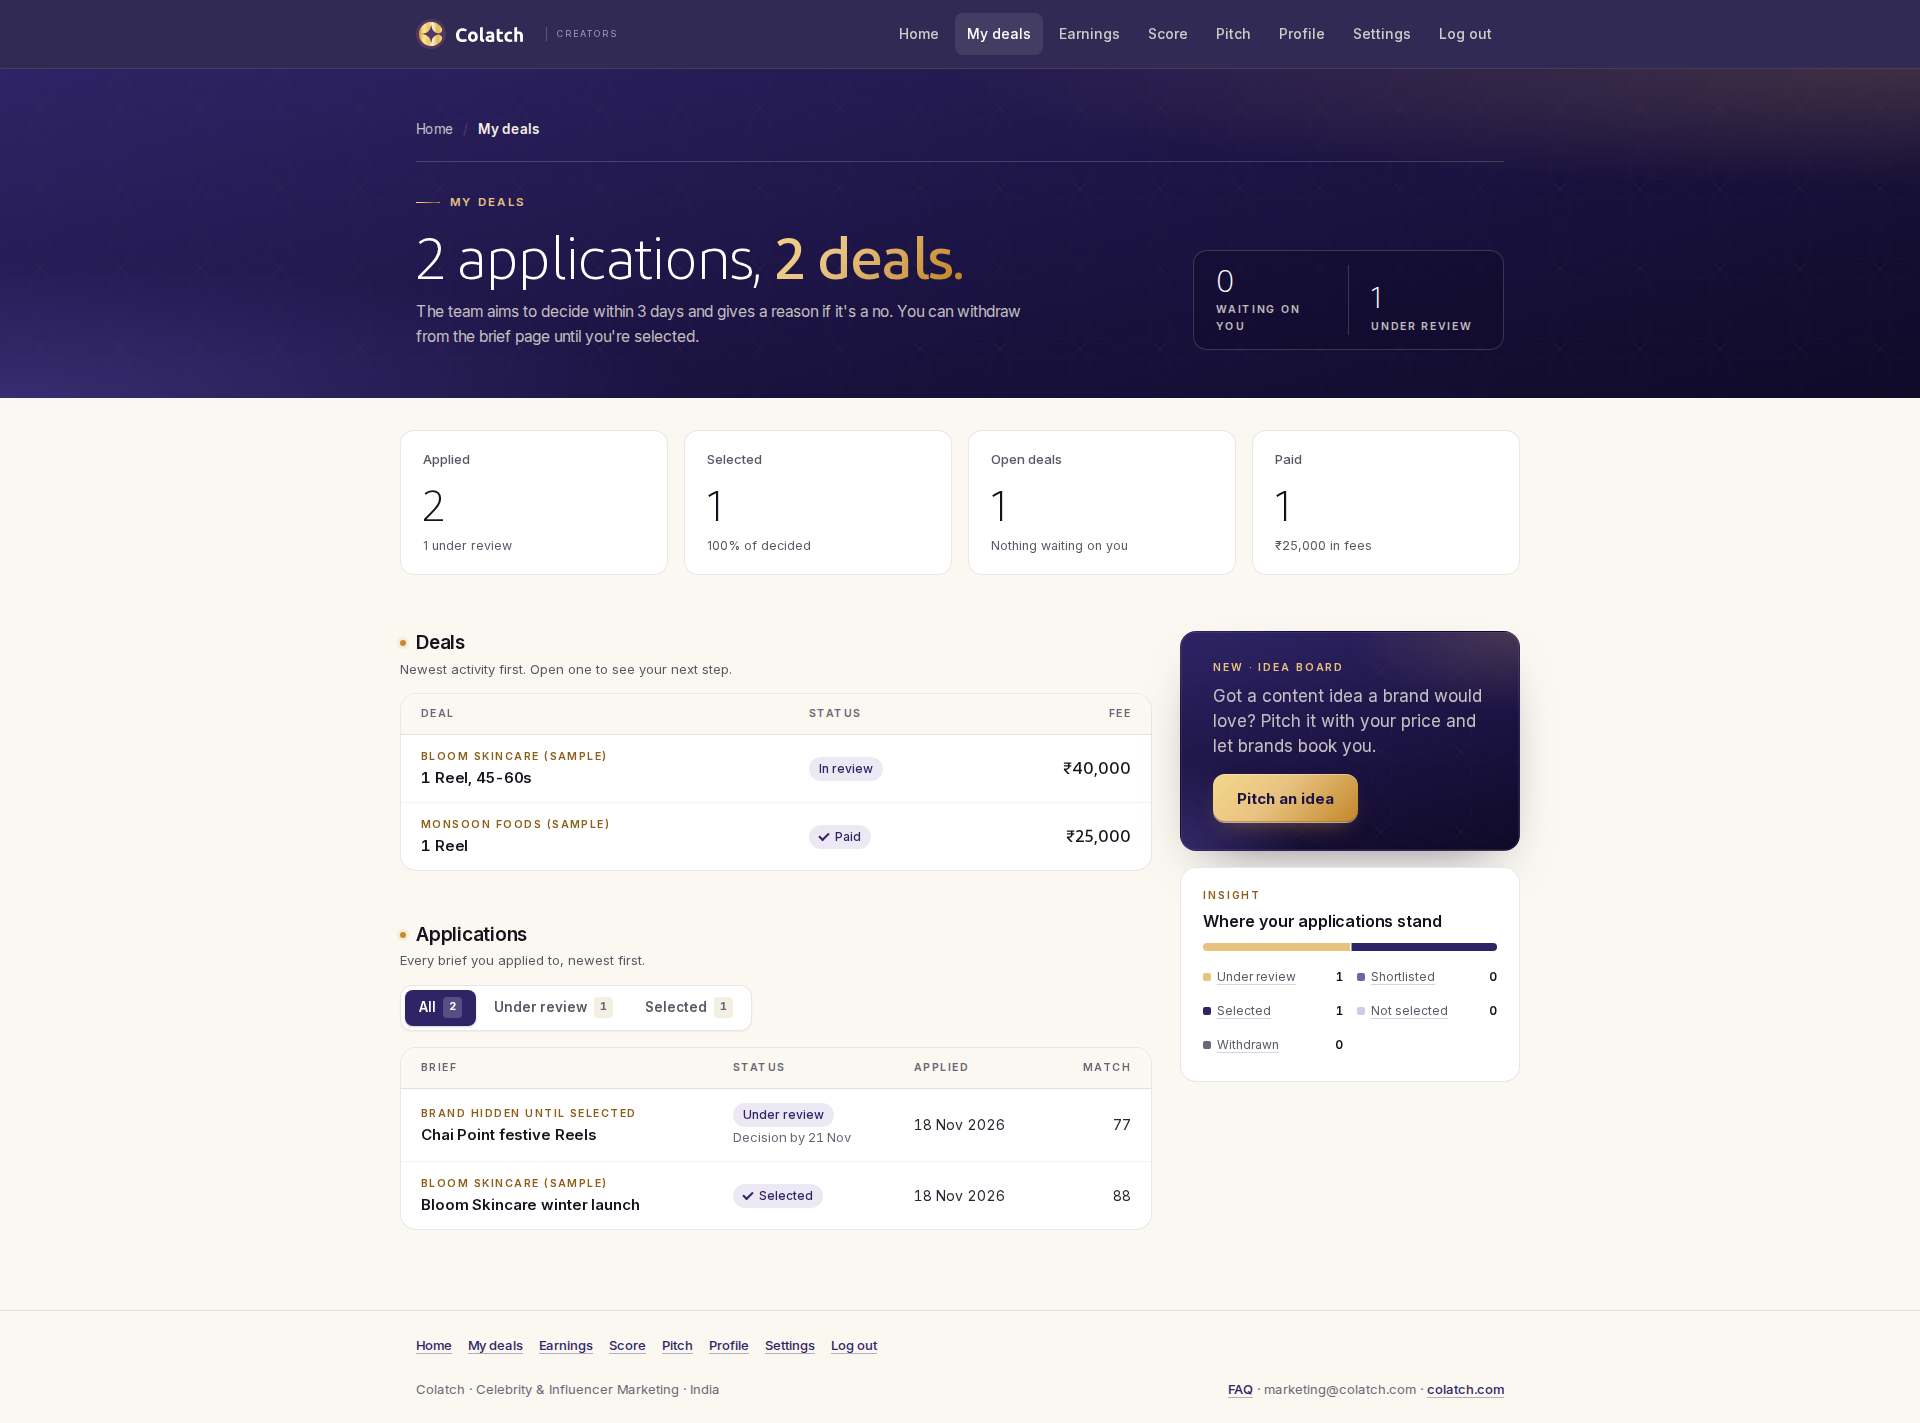 Colatch
CREATORS
Home
My deals
Earnings
Score
Pitch
Profile
Settings
Log out
Home / My deals
MY DEALS
2 applications, 2 deals.
The team aims to decide within 3 days and gives a reason if it's a no. You can withdraw
from the brief page until you're selected.
0
WAITING ON
YOU
1
UNDER REVIEW
Applied
2
1 under review
Selected
1
100% of decided
Open deals
1
Nothing waiting on you
Paid
1
₹25,000 in fees
Deals
Newest activity first. Open one to see your next step.
DEAL STATUS FEE
BLOOM SKINCARE (SAMPLE)
1 Reel, 45-60s
In review
₹40,000
MONSOON FOODS (SAMPLE)
1 Reel
Paid
₹25,000
Applications
Every brief you applied to, newest first.
All 2
Under review 1
Selected 1
BRIEF STATUS APPLIED MATCH
BRAND HIDDEN UNTIL SELECTED
Chai Point festive Reels
Under review
Decision by 21 Nov
18 Nov 2026
77
BLOOM SKINCARE (SAMPLE)
Bloom Skincare winter launch
Selected
18 Nov 2026
88
NEW · IDEA BOARD
Got a content idea a brand would
love? Pitch it with your price and
let brands book you.
Pitch an idea
INSIGHT
Where your applications stand
Under review 1
Shortlisted 0
Selected 1
Not selected 0
Withdrawn 0
Home My deals Earnings Score Pitch Profile Settings Log out
Colatch · Celebrity & Influencer Marketing · India
FAQ · marketing@colatch.com · colatch.com